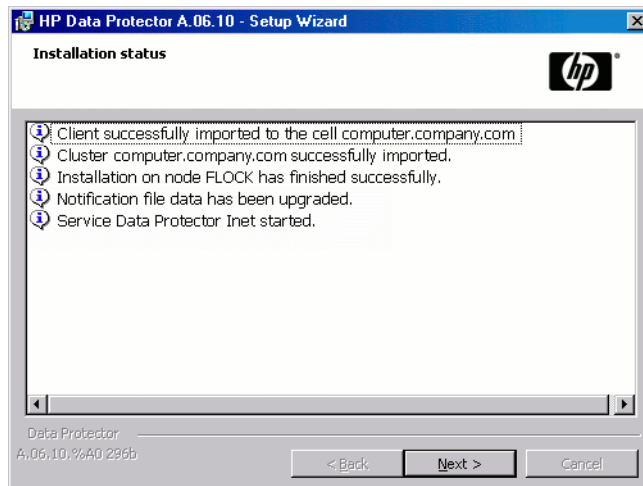 HP Data Protector A.06.10 - Setup Wizard
Installation status
hp
Client successfully imported to the cell computer.company.com
Cluster computer.company.com successfully imported.
Installation on node FLOCK has finished successfully.
Notification file data has been upgraded.
Service Data Protector Inet started.
Data Protector
A.06.10.%A0 296b
< Back
Next >
Cancel